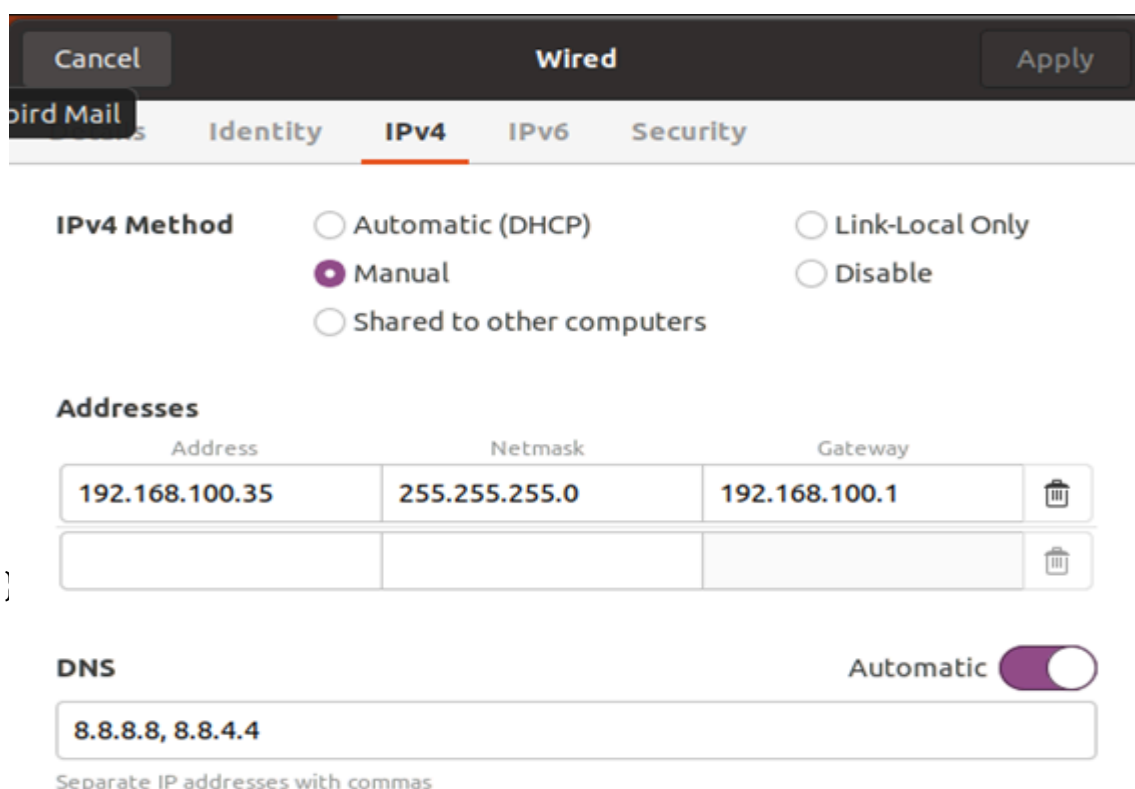 Cancel Wired Apply
bird Mail
Details Identity IPv4 IPv6 Security
IPv4 Method Automatic (DHCP) Link-Local Only
Manual Disable
Shared to other computers
Addresses
Address Netmask Gateway
192.168.100.35 255.255.255.0 192.168.100.1
DNS Automatic
8.8.8.8, 8.8.4.4
Separate IP addresses with commas